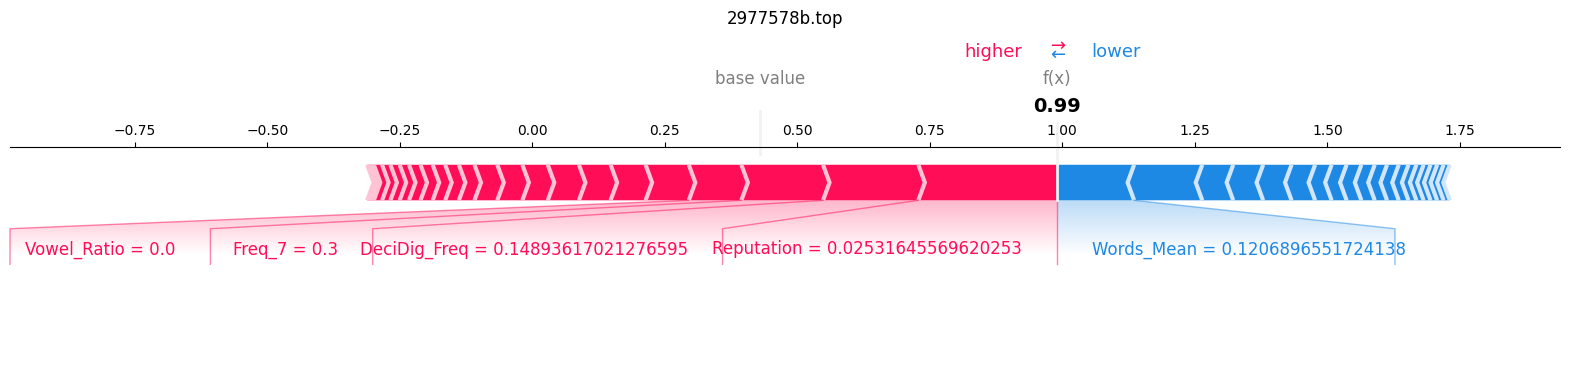 2977578b.top
higher → ← lower
base value f(x)
0.99
−0.75 −0.50 −0.25 0.00 0.25 0.50 0.75 1.00 1.25 1.50 1.75
Vowel_Ratio = 0.0 Freq_7 = 0.3 DeciDig_Freq = 0.14893617021276595 Reputation = 0.02531645569620253 Words_Mean = 0.1206896551724138